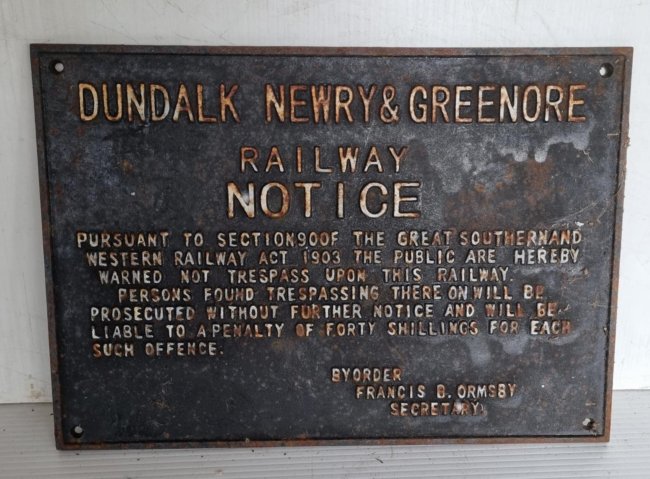 DUNDALK NEWRY & GREENORE
RAILWAY
NOTICE
PURSUANT TO SECTION 90 OF THE GREAT SOUTHERN AND
WESTERN RAILWAY ACT 1903 THE PUBLIC ARE HEREBY
WARNED NOT TRESPASS UPON THIS RAILWAY.
PERSONS FOUND TRESPASSING THERE ON WILL BE
PROSECUTED WITHOUT FURTHER NOTICE AND WILL BE
LIABLE TO A PENALTY OF FORTY SHILLINGS FOR EACH
SUCH OFFENCE.
BY ORDER
FRANCIS B. ORMSBY
SECRETARY